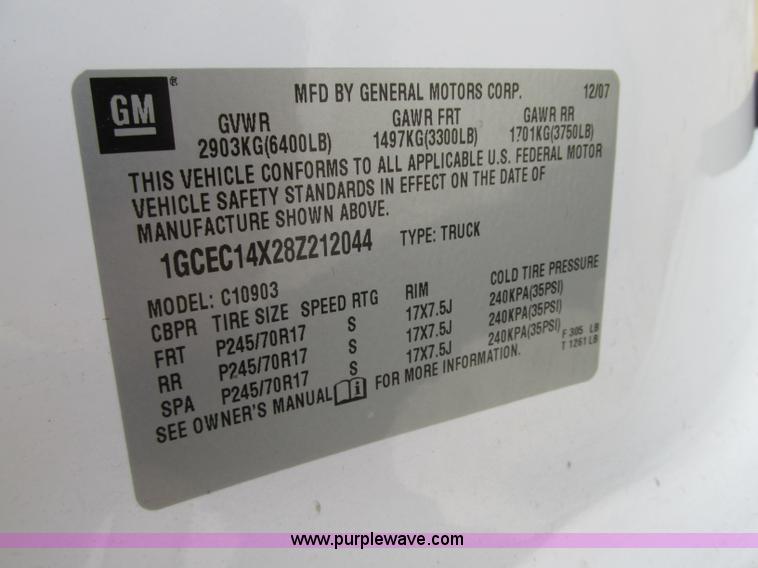 GM ® MFD BY GENERAL MOTORS CORP. 12/07
GVWR GAWR FRT GAWR RR
2903KG(6400LB) 1497KG(3300LB) 1701KG(3750LB)
THIS VEHICLE CONFORMS TO ALL APPLICABLE U.S. FEDERAL MOTOR
VEHICLE SAFETY STANDARDS IN EFFECT ON THE DATE OF
MANUFACTURE SHOWN ABOVE.
1GCEC14X28Z212044 TYPE: TRUCK
MODEL: C10903
CBPR TIRE SIZE SPEED RTG RIM COLD TIRE PRESSURE
FRT P245/70R17 S 17X7.5J 240KPA(35PSI)
RR P245/70R17 S 17X7.5J 240KPA(35PSI)
SPA P245/70R17 S 17X7.5J 240KPA(35PSI) F 305 LB
T 1261 LB
SEE OWNER'S MANUAL FOR MORE INFORMATION.
www.purplewave.com